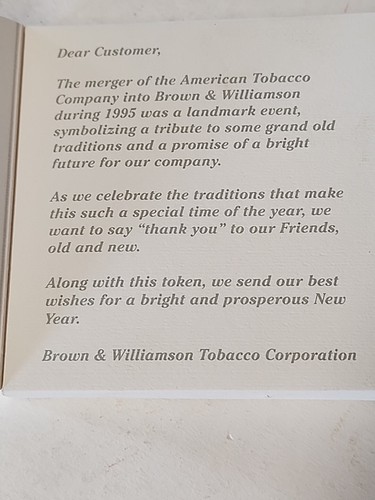 Dear Customer,
The merger of the American Tobacco
Company into Brown & Williamson
during 1995 was a landmark event,
symbolizing a tribute to some grand old
traditions and a promise of a bright
future for our company.
As we celebrate the traditions that make
this such a special time of the year, we
want to say “thank you” to our Friends,
old and new.
Along with this token, we send our best
wishes for a bright and prosperous New
Year.
Brown & Williamson Tobacco Corporation